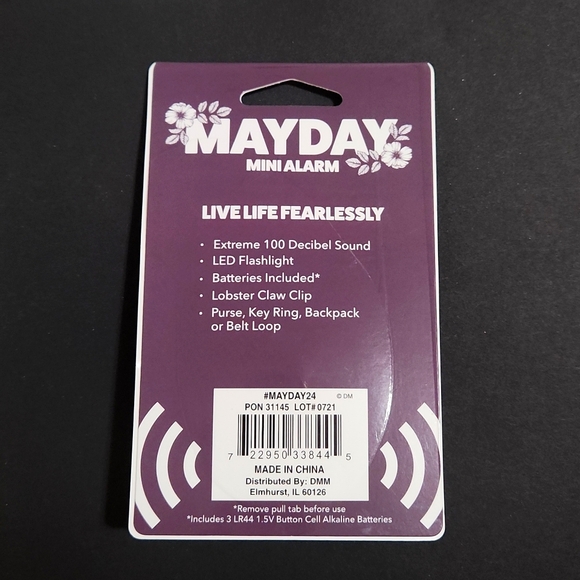 MAYDAY
MINI ALARM
LIVE LIFE FEARLESSLY
• Extreme 100 Decibel Sound
• LED Flashlight
• Batteries Included*
• Lobster Claw Clip
• Purse, Key Ring, Backpack
or Belt Loop
#MAYDAY24 © DM
PON 31145 LOT# 0721
7 22950 33844 5
MADE IN CHINA
Distributed By: DMM
Elmhurst, IL 60126
*Remove pull tab before use
*Includes 3 LR44 1.5V Button Cell Alkaline Batteries